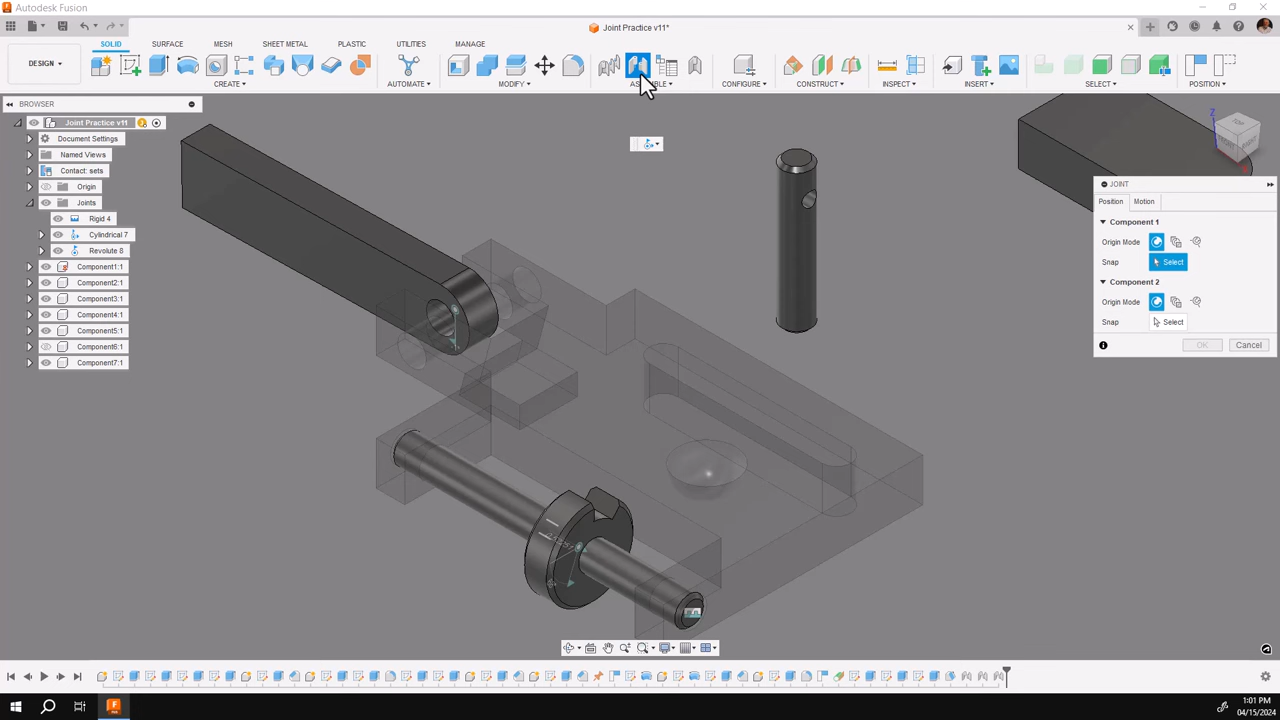 Autodesk Fusion
Joint Practice v11*
SOLID SURFACE MESH SHEET METAL PLASTIC UTILITIES MANAGE
DESIGN
CREATE AUTOMATE MODIFY ASSEMBLE CONFIGURE CONSTRUCT INSPECT INSERT SELECT POSITION
BROWSER
Joint Practice v11
Document Settings
Named Views
Contact: sets
Origin
Joints
Rigid 4
Cylindrical 7
Revolute 8
Component1:1
Component2:1
Component3:1
Component4:1
Component5:1
Component6:1
Component7:1
Z
TOP
JOINT
Position Motion
Component 1
Origin Mode
Snap Select
Component 2
Origin Mode
Snap Select
OK Cancel
1:01 PM
04/15/2024